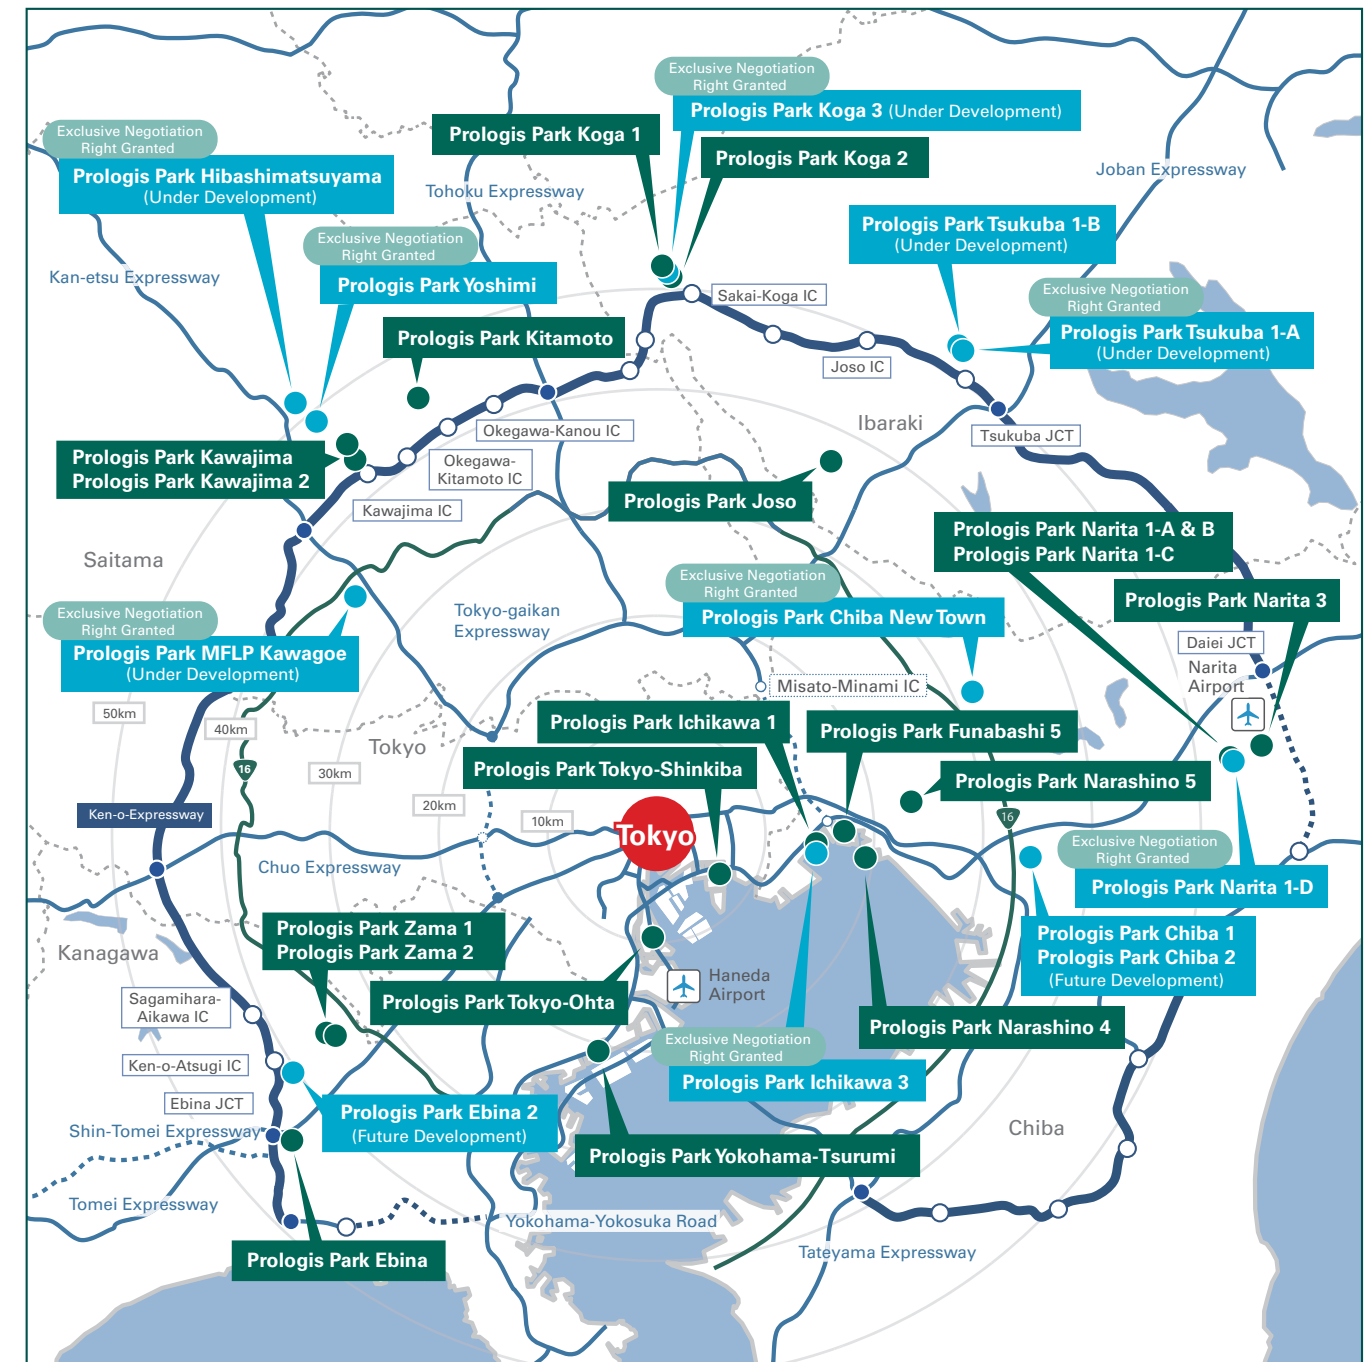 Exclusive Negotiation
Right Granted
Prologis Park Koga 3 (Under Development)
Prologis Park Koga 1
Prologis Park Koga 2
Exclusive Negotiation
Right Granted
Prologis Park Hibashimatsuyama
(Under Development)
Tohoku Expressway
Joban Expressway
Exclusive Negotiation
Right Granted
Prologis Park Yoshimi
Kan-etsu Expressway
Prologis Park Tsukuba 1-B
(Under Development)
Exclusive Negotiation
Right Granted
Prologis Park Tsukuba 1-A
(Under Development)
Sakai-Koga IC
Prologis Park Kitamoto
Joso IC
Ibaraki
Tsukuba JCT
Okegawa-Kanou IC
Okegawa-
Kitamoto IC
Kawajima IC
Prologis Park Kawajima
Prologis Park Kawajima 2
Prologis Park Joso
Saitama
Prologis Park Narita 1-A & B
Prologis Park Narita 1-C
Prologis Park Narita 3
Exclusive Negotiation
Right Granted
Prologis Park Chiba New Town
Tokyo-gaikan
Expressway
Exclusive Negotiation
Right Granted
Prologis Park MFLP Kawagoe
(Under Development)
Daiei JCT
Narita
Airport
Misato-Minami IC
50km
40km
30km
20km
10km
16
Tokyo
Prologis Park Ichikawa 1
Prologis Park Funabashi 5
Prologis Park Tokyo-Shinkiba
Prologis Park Narashino 5
Ken-o-Expressway
Tokyo
16
Chuo Expressway
Exclusive Negotiation
Right Granted
Prologis Park Narita 1-D
Prologis Park Chiba 1
Prologis Park Chiba 2
(Future Development)
Kanagawa
Prologis Park Zama 1
Prologis Park Zama 2
Haneda
Airport
Prologis Park Tokyo-Ohta
Sagamihara-
Aikawa IC
Prologis Park Narashino 4
Exclusive Negotiation
Right Granted
Prologis Park Ichikawa 3
Ken-o-Atsugi IC
Ebina JCT
Prologis Park Ebina 2
(Future Development)
Shin-Tomei Expressway
Chiba
Prologis Park Yokohama-Tsurumi
Tomei Expressway
Yokohama-Yokosuka Road
Tateyama Expressway
Prologis Park Ebina